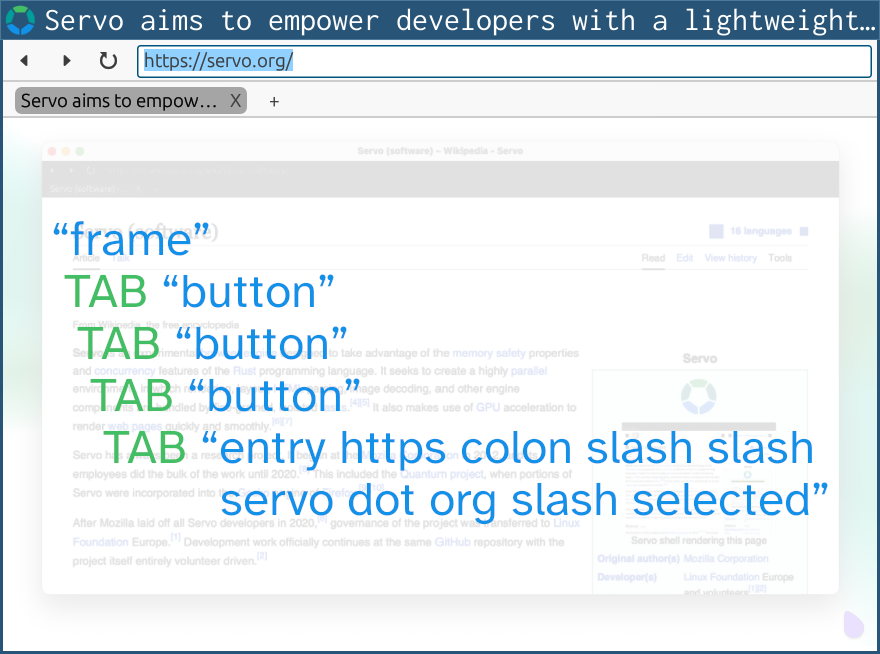 Servo aims to empower developers with a lightweight…
https://servo.org/
Servo aims to empow… X +
Servo (software) – Wikipedia - Servo
“frame”
16 languages
Article Talk
Read Edit View history Tools
TAB “button”
From Wikipedia, the free encyclopedia
TAB “button”
to take advantage of the memory safety properties
and concurrency features of the Rust programming language. It seeks to create a highly parallel
Servo
TAB “button”
image decoding, and other engine
It also makes use of GPU acceleration to
render web pages quickly and smoothly.[6][7]
TAB “entry https colon slash slash
employees did the bulk of the work until 2020.
This included the Quantum project, when portions of
Servo were incorporated into the
servo dot org slash selected”
After Mozilla laid off all Servo developers in 2020, governance of the project was transferred to Linux
Foundation Europe.[1] Development work officially continues at the same GitHub repository with the
project itself entirely volunteer driven.[2]
Servo shell rendering this page
Original author(s) Mozilla Corporation
Developer(s) Linux Foundation Europe
and volunteers[1][2]